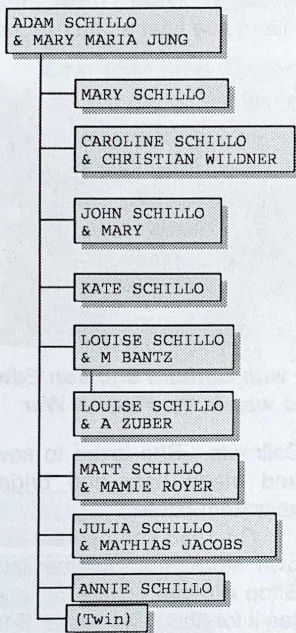 ADAM SCHILLO
& MARY MARIA JUNG
MARY SCHILLO
CAROLINE SCHILLO
& CHRISTIAN WILDNER
JOHN SCHILLO
& MARY
KATE SCHILLO
LOUISE SCHILLO
& M BANTZ
LOUISE SCHILLO
& A ZUBER
MATT SCHILLO
& MAMIE ROYER
JULIA SCHILLO
& MATHIAS JACOBS
ANNIE SCHILLO
(Twin)